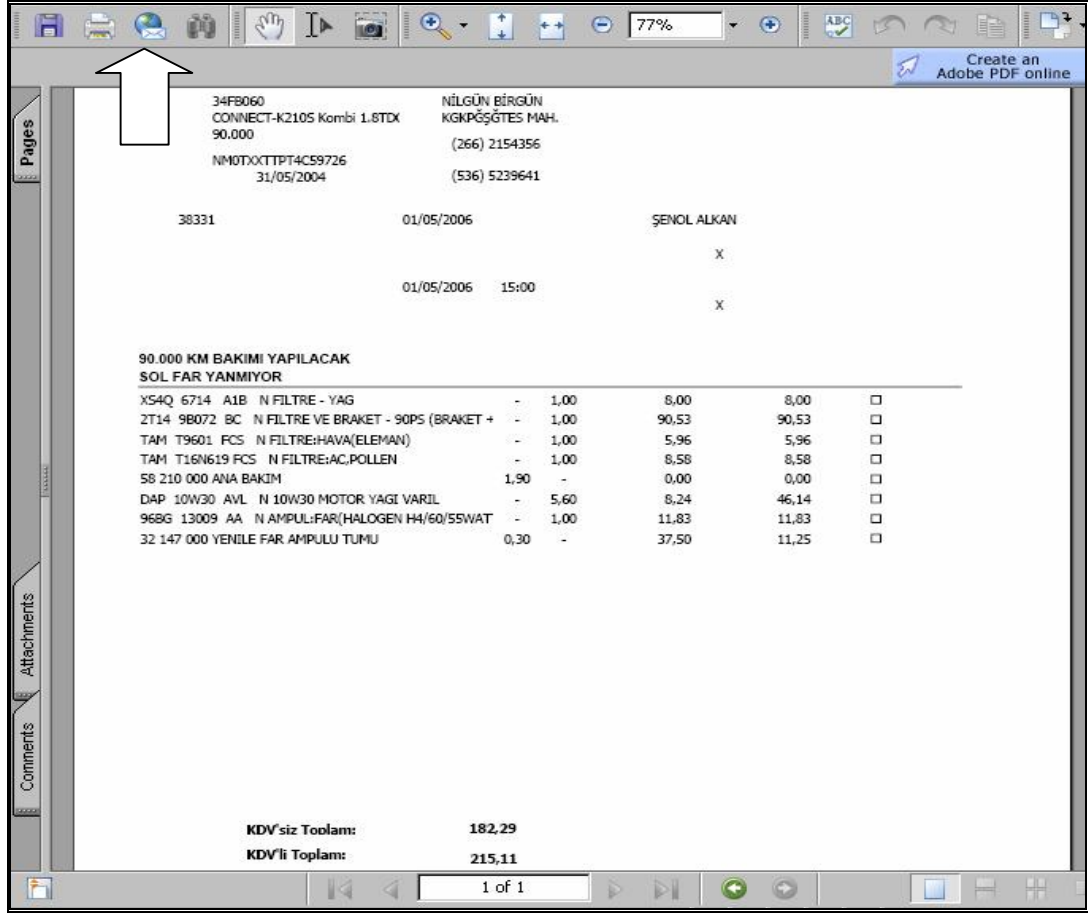 77%
ABC
Create an
Adobe PDF online
Pages
34FB060 NİLGÜN BİRGÜN
CONNECT-K210S Kombi 1.8TDX KGKPĞŞĞTES MAH.
90.000
(266) 2154356
NM0TXXTTPT4C59726
31/05/2004 (536) 5239641
38331 01/05/2006 ŞENOL ALKAN
X
01/05/2006 15:00
X
90.000 KM BAKIMI YAPILACAK
SOL FAR YANMIYOR
XS4Q 6714 A1B N FILTRE - YAG - 1,00 8,00 8,00
2T14 9B072 BC N FILTRE VE BRAKET - 90PS (BRAKET + - 1,00 90,53 90,53
TAM T9601 FCS N FILTRE:HAVA(ELEMAN) - 1,00 5,96 5,96
TAM T16N619 FCS N FILTRE:AC,POLLEN - 1,00 8,58 8,58
58 210 000 ANA BAKIM 1,90 - 0,00 0,00
DAP 10W30 AVL N 10W30 MOTOR YAGI VARIL - 5,60 8,24 46,14
96BG 13009 AA N AMPUL:FAR(HALOGEN H4/60/55WAT - 1,00 11,83 11,83
32 147 000 YENILE FAR AMPULU TUMU 0,30 - 37,50 11,25
Attachments
Comments
KDV'siz Toplam: 182,29
KDV'li Toplam: 215,11
1 of 1